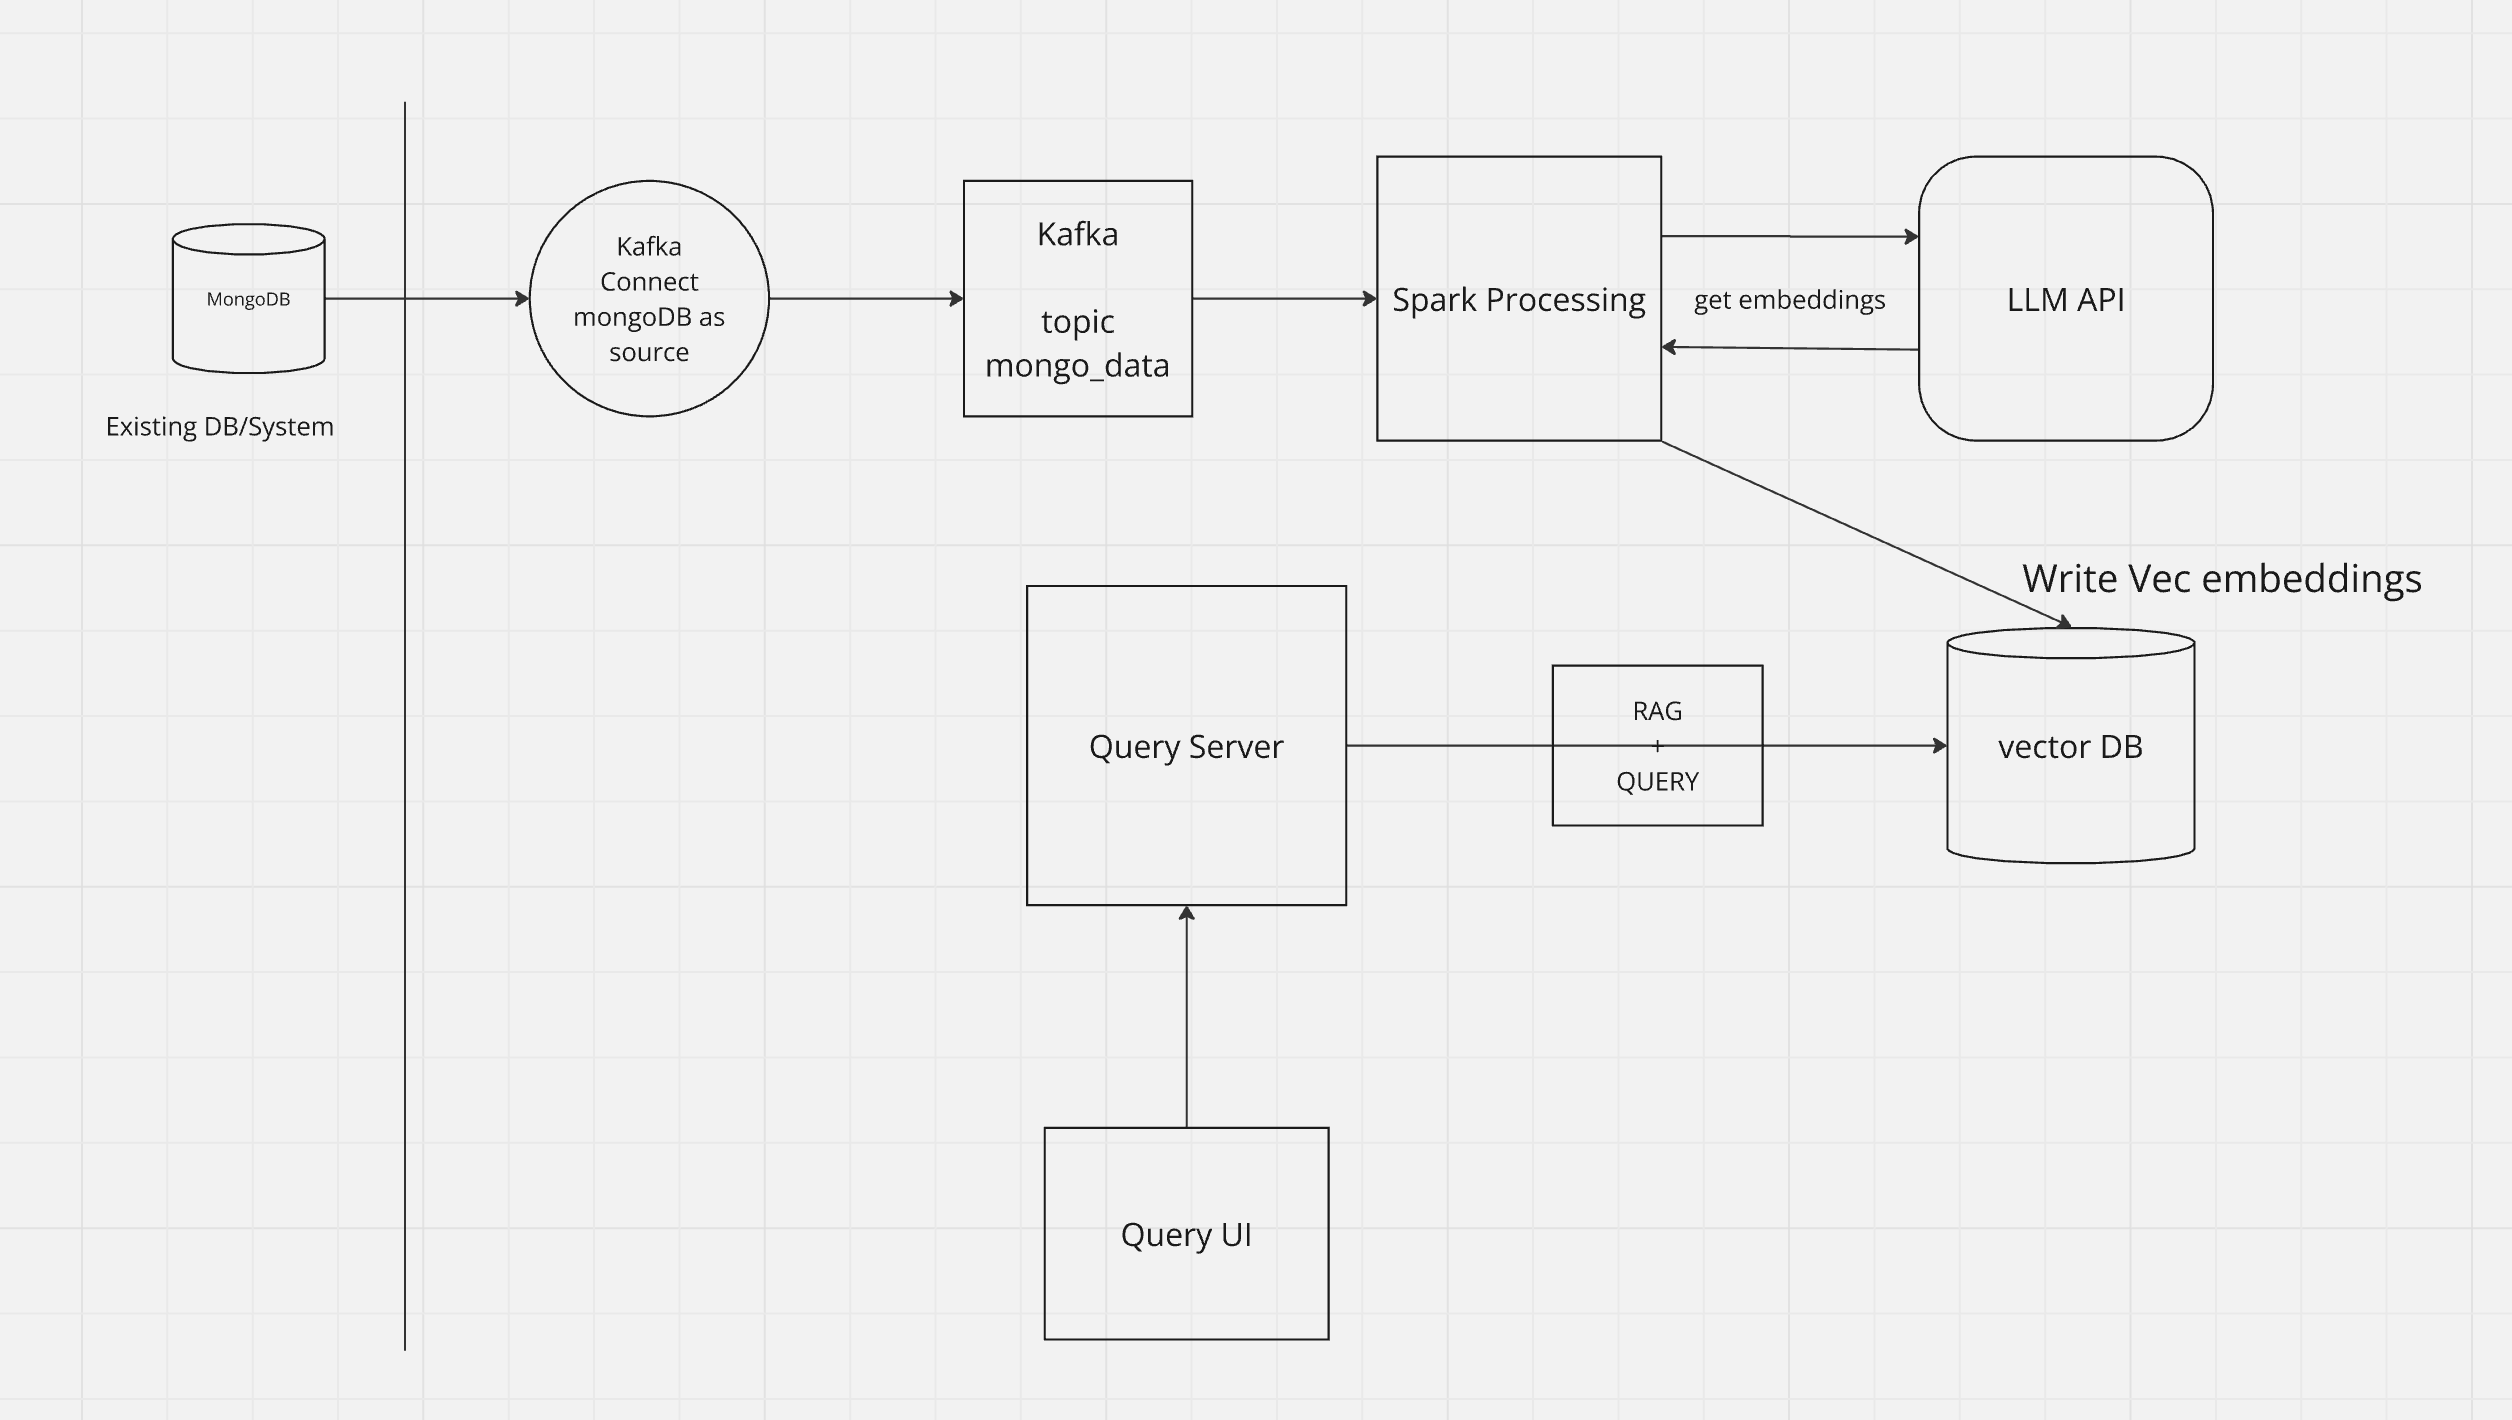 MongoDB
Existing DB/System
Kafka
Connect
mongoDB as
source
Kafka
topic
mongo_data
Spark Processing
get embeddings
LLM API
Write Vec embeddings
Query Server
RAG
+
QUERY
vector DB
Query UI